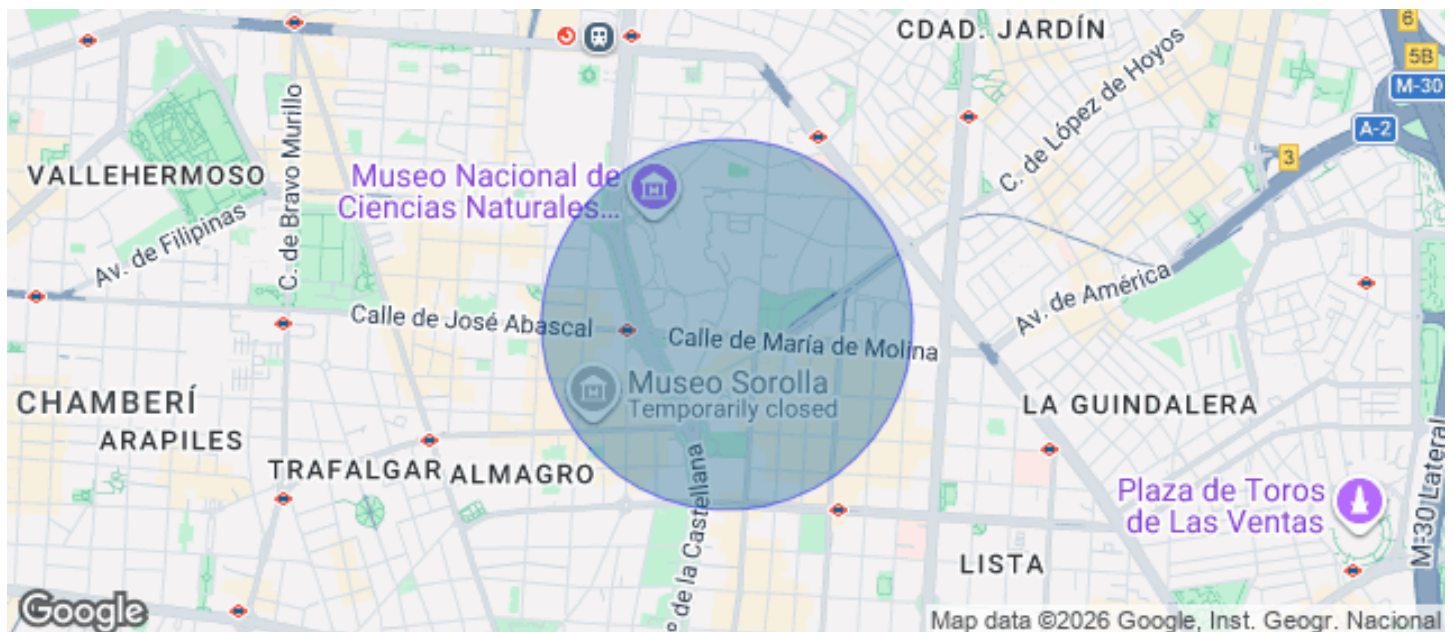 CDAD. JARDÍN
6
5B
M-30
A-2
3
C. de López de Hoyos
C. de Bravo Murillo
VALLEHERMOSO
Museo Nacional de
Ciencias Naturales...
Av. de Filipinas
Av. de América
Calle de José Abascal
Calle de María de Molina
Museo Sorolla
Temporarily closed
CHAMBERÍ
ARAPILES
LA GUINDALERA
TRAFALGAR
ALMAGRO
Plaza de Toros
de Las Ventas
M-30 Lateral
º de la Castellana
LISTA
Google
Map data ©2026 Google, Inst. Geogr. Nacional